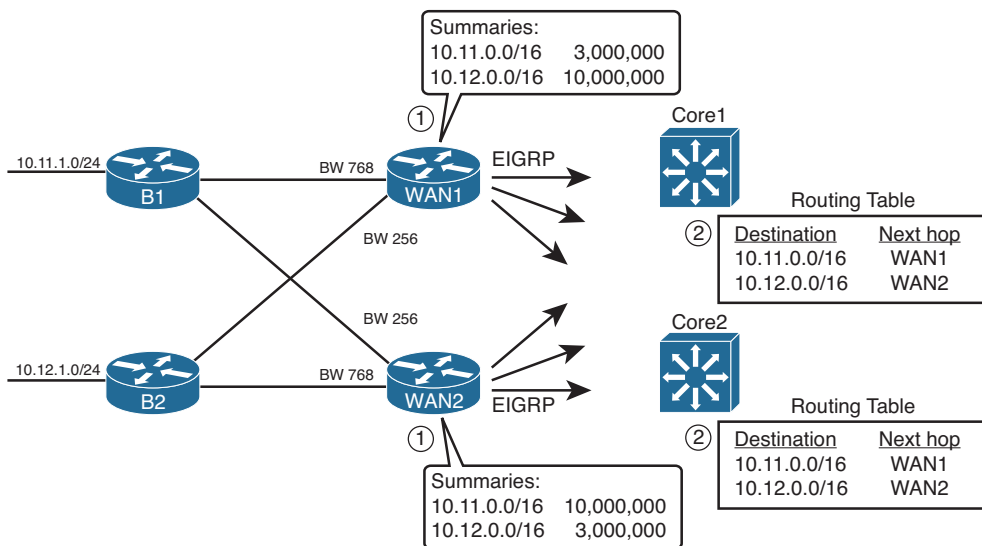 Summaries:
10.11.0.0/16 3,000,000
10.12.0.0/16 10,000,000
1
Core1
10.11.1.0/24
BW 768
EIGRP
B1
WAN1
Routing Table
2
Destination Next hop
10.11.0.0/16 WAN1
10.12.0.0/16 WAN2
BW 256
BW 256
Core2
10.12.1.0/24
BW 768
B2
WAN2
EIGRP
Routing Table
1
2
Destination Next hop
10.11.0.0/16 WAN1
10.12.0.0/16 WAN2
Summaries:
10.11.0.0/16 10,000,000
10.12.0.0/16 3,000,000